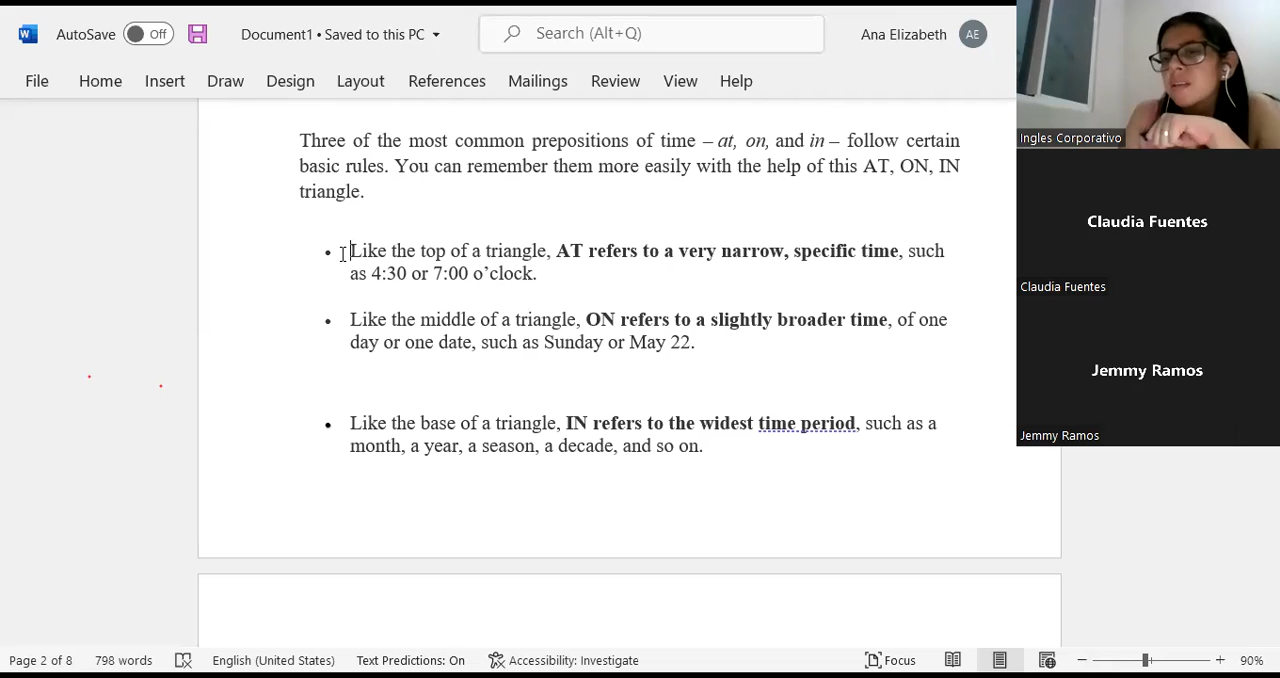 AutoSave Off Document1 • Saved to this PC Search (Alt+Q) Ana Elizabeth AE
File Home Insert Draw Design Layout References Mailings Review View Help
Three of the most common prepositions of time – at, on, and in – follow certain
basic rules. You can remember them more easily with the help of this AT, ON, IN
triangle.
• Like the top of a triangle, AT refers to a very narrow, specific time, such
as 4:30 or 7:00 o’clock.
• Like the middle of a triangle, ON refers to a slightly broader time, of one
day or one date, such as Sunday or May 22.
• Like the base of a triangle, IN refers to the widest time period, such as a
month, a year, a season, a decade, and so on.
Ingles Corporativo
Claudia Fuentes
Claudia Fuentes
Jemmy Ramos
Jemmy Ramos
Page 2 of 8 798 words English (United States) Text Predictions: On Accessibility: Investigate Focus 90%